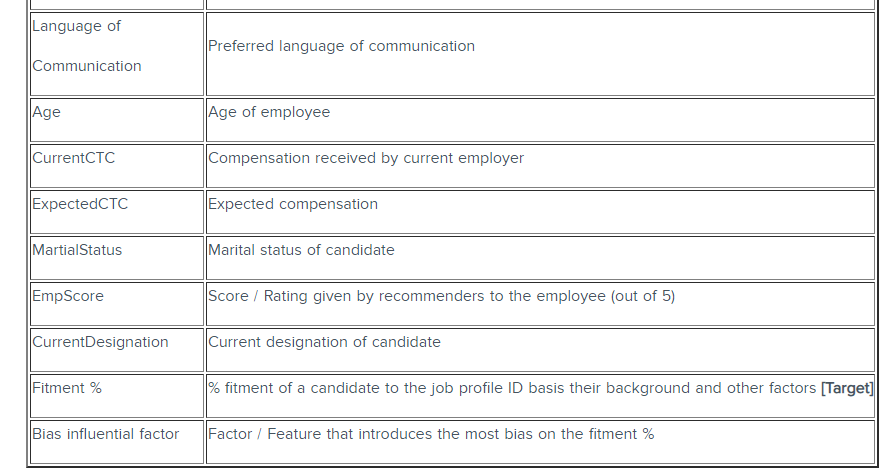 Language of
Communication
Preferred language of communication
Age
Age of employee
CurrentCTC
Compensation received by current employer
ExpectedCTC
Expected compensation
MartialStatus
Marital status of candidate
EmpScore
Score / Rating given by recommenders to the employee (out of 5)
CurrentDesignation
Current designation of candidate
Fitment %
% fitment of a candidate to the job profile ID basis their background and other factors [Target]
Bias influential factor
Factor / Feature that introduces the most bias on the fitment %